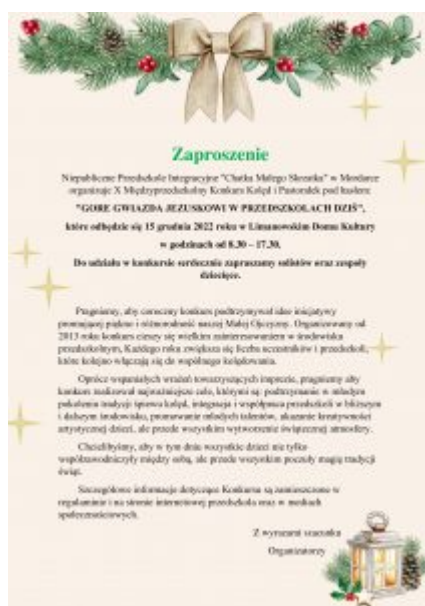 Zaproszenie
Niepubliczne Przedszkole Integracyjne "Chatka Małego Skrzatka" w Mordarce
organizuje X Międzyprzedszkolny Konkurs Kolęd i Pastorałek pod hasłem:
"GORE GWIAZDA JEZUSKOWI W PRZEDSZKOLACH DZIŚ",
które odbędzie się 15 grudnia 2022 roku w Limanowskim Domu Kultury
w godzinach od 8.30 – 17.30.
Do udziału w konkursie serdecznie zapraszamy solistów oraz zespoły
dziecięce.
Pragniemy, aby coroczny konkurs podtrzymywał ideę inicjatywy
promującej piękno i różnorodność naszej Małej Ojczyzny. Organizowany od
2013 roku konkurs cieszy się wielkim zainteresowaniem w środowisku
przedszkolnym. Każdego roku zwiększa się liczba uczestników i przedszkoli,
które kolejno włączają się do wspólnego kolędowania.
Oprócz wspaniałych wrażeń towarzyszących imprezie, pragniemy aby
konkurs realizował najważniejsze cele, którymi są: podtrzymanie w młodym
pokoleniu tradycji śpiewu kolęd, integracja i współpraca przedszkoli w bliższym
i dalszym środowisku, promowanie młodych talentów, ukazanie kreatywności
artystycznej dzieci, ale przede wszystkim wytworzenie świątecznej atmosfery.
Chcielibyśmy, aby w tym dniu wszystkie dzieci nie tylko
współzawodniczyły między sobą, ale przede wszystkim poczuły magię tradycji
świąt.
Szczegółowe informacje dotyczące Konkursu są zamieszczone w
regulaminie i na stronie internetowej przedszkola oraz w mediach
społecznościowych.
Z wyrazami szacunku
Organizatorzy